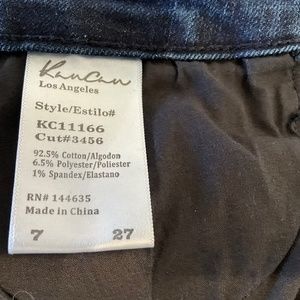 KanCan
Los Angeles
Style/Estilo#
KC11166
Cut#3456
92.5% Cotton/Algodon
6.5% Polyester/Poliester
1% Spandex/Elastano
RN# 144635
Made in China
7 27